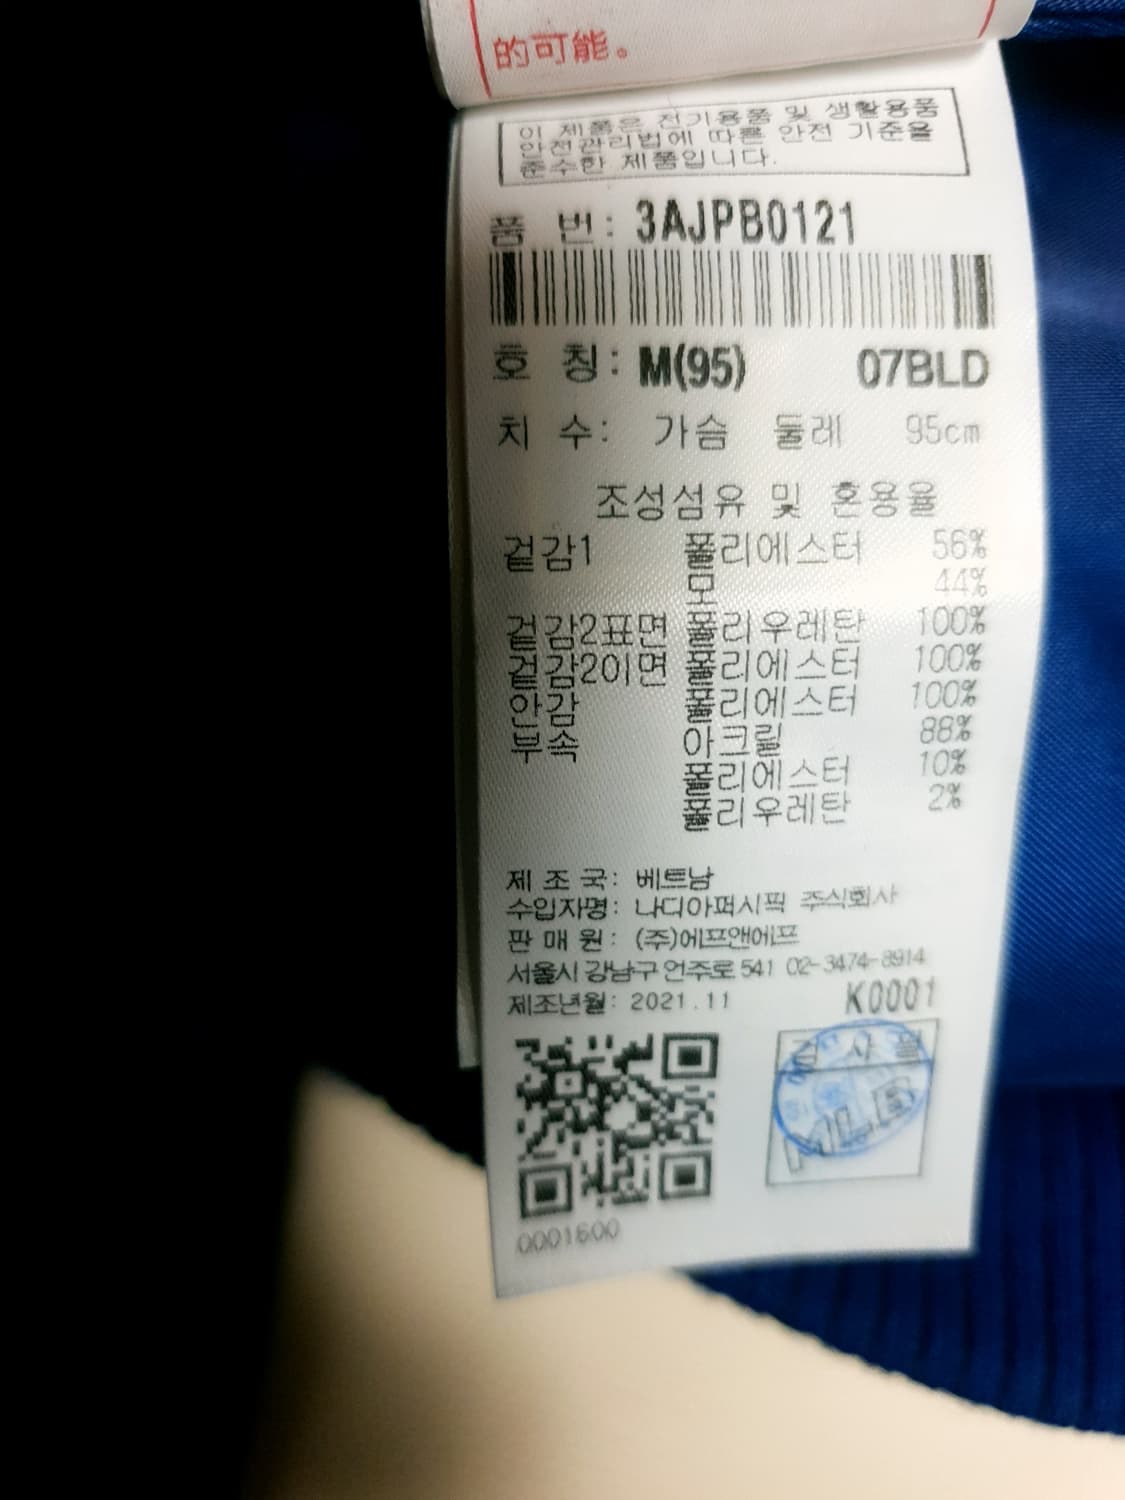 的可能。
이 제품은 전기용품 및 생활용품
안전관리법에 따른 안전 기준을
준수한 제품입니다.
품 번: 3AJPB0121
호 칭: M(95) 07BLD
치 수: 가슴 둘레 95cm
조성섬유 및 혼용율
겉감1 폴리에스터 56%
모 44%
겉감2표면 폴리우레탄 100%
겉감2이면 폴리에스터 100%
안감 폴리에스터 100%
부속 아크릴 88%
폴리에스터 10%
폴리우레탄 2%
제 조 국: 베트남
수입자명: 나디아퍼시픽 주식회사
판 매 원: (주)에프앤에프
서울시 강남구 언주로 541 02-3474-8914
제조년월: 2021.11 K0001
검 사 필
MLB
0001600